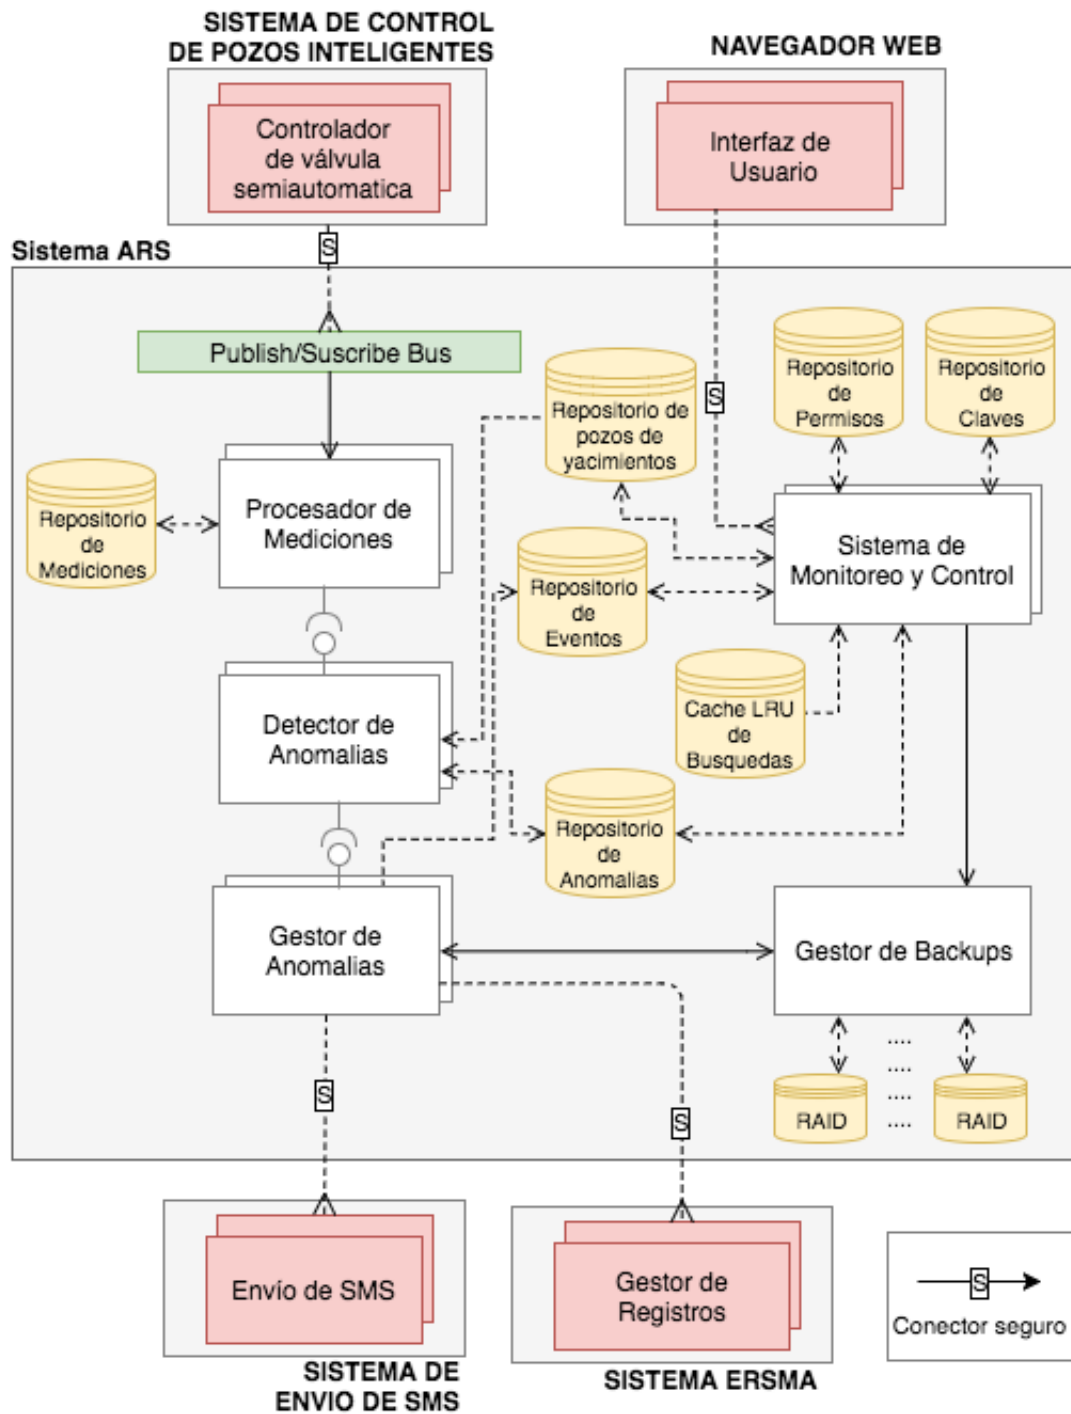 SISTEMA DE CONTROL
DE POZOS INTELIGENTES
NAVEGADOR WEB
Controlador
de válvula
semiautomatica
Interfaz de
Usuario
S
Sistema ARS
Publish/Suscribe Bus
Repositorio de
pozos de
yacimientos
S
Repositorio
de
Permisos
Repositorio
de
Claves
Repositorio
de
Mediciones
Procesador de
Mediciones
Sistema de
Monitoreo y Control
Repositorio
de
Eventos
Detector de
Anomalias
Cache LRU
de
Busquedas
Repositorio
de
Anomalias
Gestor de
Anomalias
Gestor de Backups
S
S
....
....
....
....
RAID
RAID
Envío de SMS
Gestor de
Registros
S
Conector seguro
SISTEMA DE
ENVIO DE SMS
SISTEMA ERSMA